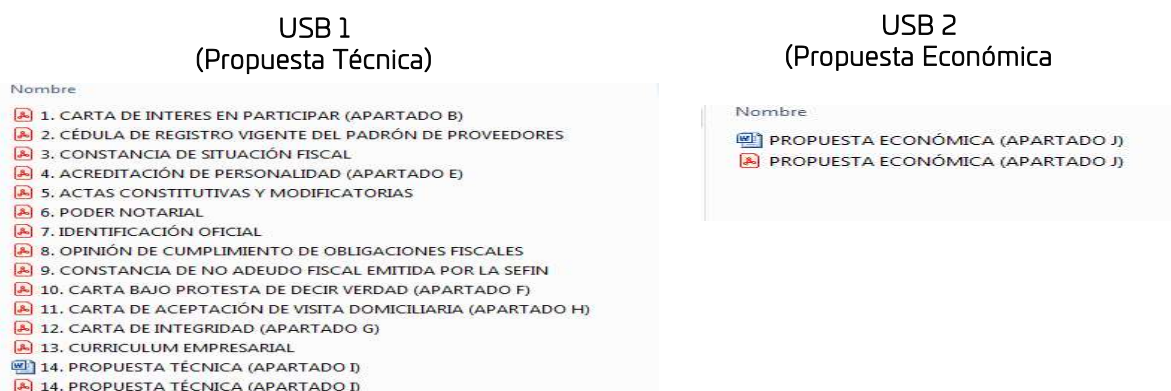 USB 1
(Propuesta Técnica)
Nombre
1. CARTA DE INTERES EN PARTICIPAR (APARTADO B)
2. CÉDULA DE REGISTRO VIGENTE DEL PADRÓN DE PROVEEDORES
3. CONSTANCIA DE SITUACIÓN FISCAL
4. ACREDITACIÓN DE PERSONALIDAD (APARTADO E)
5. ACTAS CONSTITUTIVAS Y MODIFICATORIAS
6. PODER NOTARIAL
7. IDENTIFICACIÓN OFICIAL
8. OPINIÓN DE CUMPLIMIENTO DE OBLIGACIONES FISCALES
9. CONSTANCIA DE NO ADEUDO FISCAL EMITIDA POR LA SEFIN
10. CARTA BAJO PROTESTA DE DECIR VERDAD (APARTADO F)
11. CARTA DE ACEPTACIÓN DE VISITA DOMICILIARIA (APARTADO H)
12. CARTA DE INTEGRIDAD (APARTADO G)
13. CURRICULUM EMPRESARIAL
14. PROPUESTA TÉCNICA (APARTADO I)
14. PROPUESTA TÉCNICA (APARTADO I)
USB 2
(Propuesta Económica
Nombre
PROPUESTA ECONÓMICA (APARTADO J)
PROPUESTA ECONÓMICA (APARTADO J)